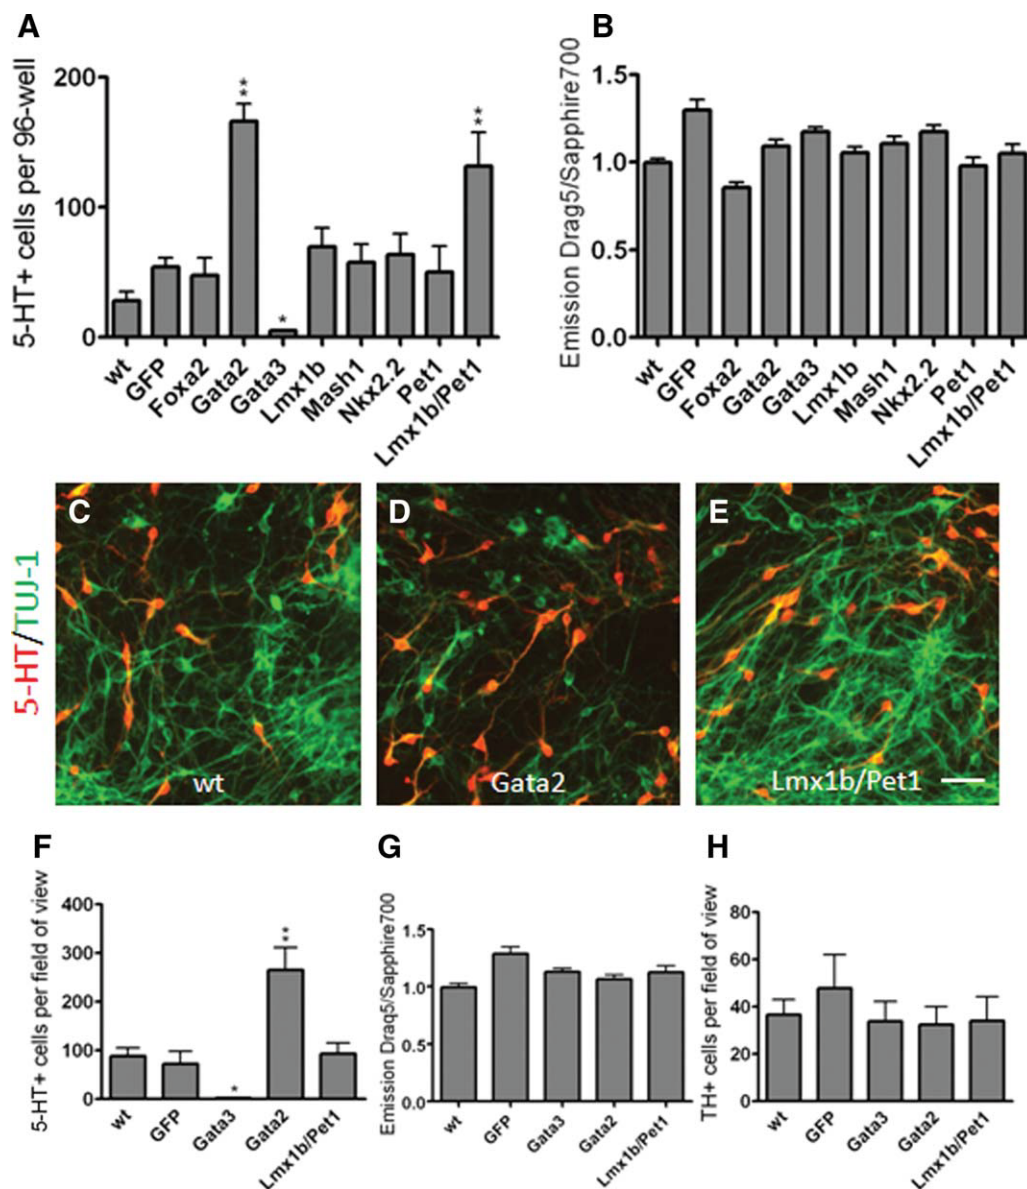 A
5-HT+ cells per 96-well
200
100
0
**
*
**
wt
GFP
Foxa2
Gata2
Gata3
Lmx1b
Mash1
Nkx2.2
Pet1
Lmx1b/Pet1
B
Emission Drag5/Sapphire700
1.5
1.0
0.5
0.0
wt
GFP
Foxa2
Gata2
Gata3
Lmx1b
Mash1
Nkx2.2
Pet1
Lmx1b/Pet1
5-HT/TUJ-1
C
wt
D
Gata2
E
Lmx1b/Pet1
F
5-HT+ cells per field of view
400
300
200
100
0
*
**
wt
GFP
Gata3
Gata2
Lmx1b/Pet1
G
Emission Draq5/Sapphire700
1.5
1.0
0.5
0.0
wt
GFP
Gata3
Gata2
Lmx1b/Pet1
H
TH+ cells per field of view
80
60
40
20
0
wt
GFP
Gata3
Gata2
Lmx1b/Pet1